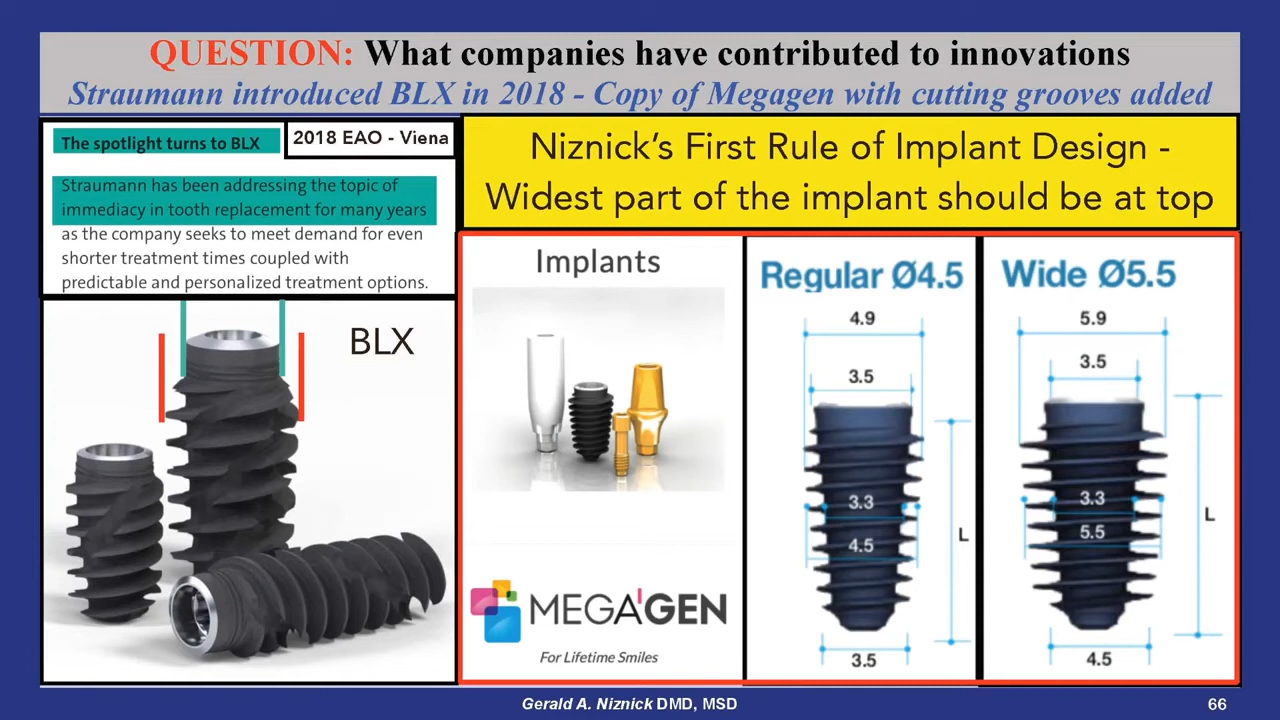 QUESTION: What companies have contributed to innovations
Straumann introduced BLX in 2018 - Copy of Megagen with cutting grooves added
The spotlight turns to BLX
2018 EAO - Viena
Straumann has been addressing the topic of
immediacy in tooth replacement for many years
as the company seeks to meet demand for even
shorter treatment times coupled with
predictable and personalized treatment options.
BLX
Niznick's First Rule of Implant Design -
Widest part of the implant should be at top
Implants
MEGA'GEN
For Lifetime Smiles
Regular Ø4.5
4.9
3.5
3.3
4.5
L
3.5
Wide Ø5.5
5.9
3.5
3.3
5.5
L
4.5
Gerald A. Niznick DMD, MSD
66